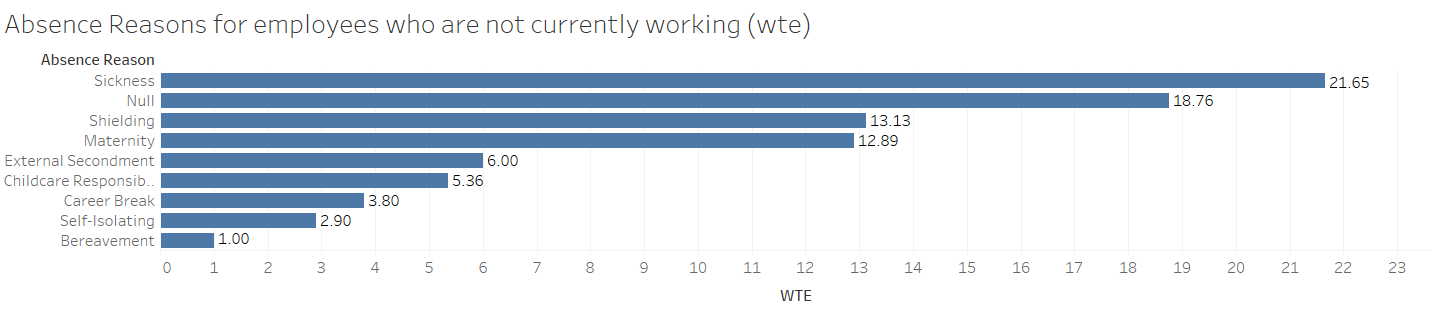 Absence Reasons for employees who are not currently working (wte)
Absence Reason
Sickness 21.65
Null 18.76
Shielding 13.13
Maternity 12.89
External Secondment 6.00
Childcare Responsib.. 5.36
Career Break 3.80
Self-Isolating 2.90
Bereavement 1.00
0 1 2 3 4 5 6 7 8 9 10 11 12 13 14 15 16 17 18 19 20 21 22 23
WTE